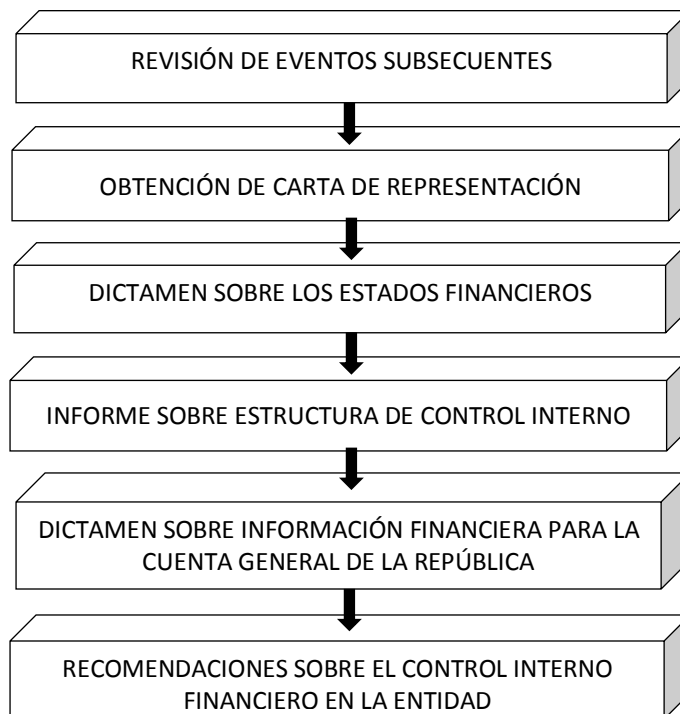 REVISIÓN DE EVENTOS SUBSECUENTES
OBTENCIÓN DE CARTA DE REPRESENTACIÓN
DICTAMEN SOBRE LOS ESTADOS FINANCIEROS
INFORME SOBRE ESTRUCTURA DE CONTROL INTERNO
DICTAMEN SOBRE INFORMACIÓN FINANCIERA PARA LA
CUENTA GENERAL DE LA REPÚBLICA
RECOMENDACIONES SOBRE EL CONTROL INTERNO
FINANCIERO EN LA ENTIDAD